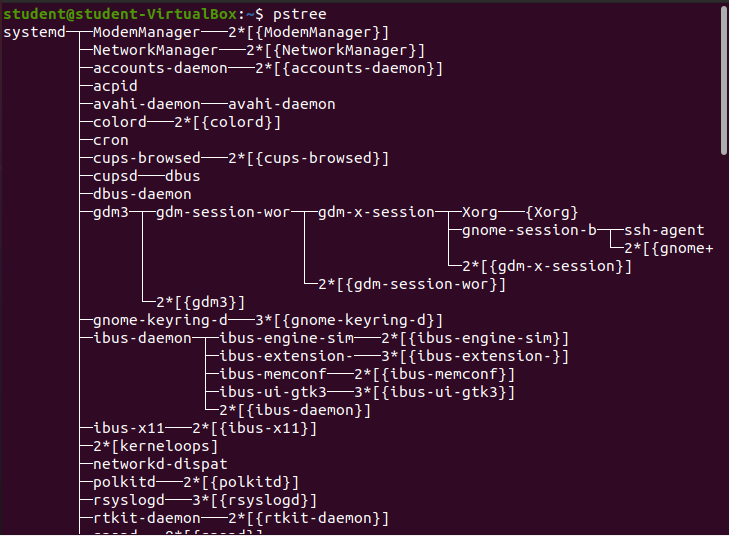 student@student-VirtualBox:~$ pstree
systemd─┬─ModemManager───2*[{ModemManager}]
        ├─NetworkManager───2*[{NetworkManager}]
        ├─accounts-daemon───2*[{accounts-daemon}]
        ├─acpid
        ├─avahi-daemon───avahi-daemon
        ├─colord───2*[{colord}]
        ├─cron
        ├─cups-browsed───2*[{cups-browsed}]
        ├─cupsd───dbus
        ├─dbus-daemon
        ├─gdm3─┬─gdm-session-wor─┬─gdm-x-session─┬─Xorg───{Xorg}
        │      │                 │               ├─gnome-session-b─┬─ssh-agent
        │      │                 │               │                 └─2*[{gnome+
        │      │                 │               └─2*[{gdm-x-session}]
        │      │                 └─2*[{gdm-session-wor}]
        │      └─2*[{gdm3}]
        ├─gnome-keyring-d───3*[{gnome-keyring-d}]
        ├─ibus-daemon─┬─ibus-engine-sim───2*[{ibus-engine-sim}]
        │             ├─ibus-extension-───3*[{ibus-extension-}]
        │             ├─ibus-memconf───2*[{ibus-memconf}]
        │             ├─ibus-ui-gtk3───3*[{ibus-ui-gtk3}]
        │             └─2*[{ibus-daemon}]
        ├─ibus-x11───2*[{ibus-x11}]
        ├─2*[kerneloops]
        ├─networkd-dispat
        ├─polkitd───2*[{polkitd}]
        ├─rsyslogd───3*[{rsyslogd}]
        ├─rtkit-daemon───2*[{rtkit-daemon}]